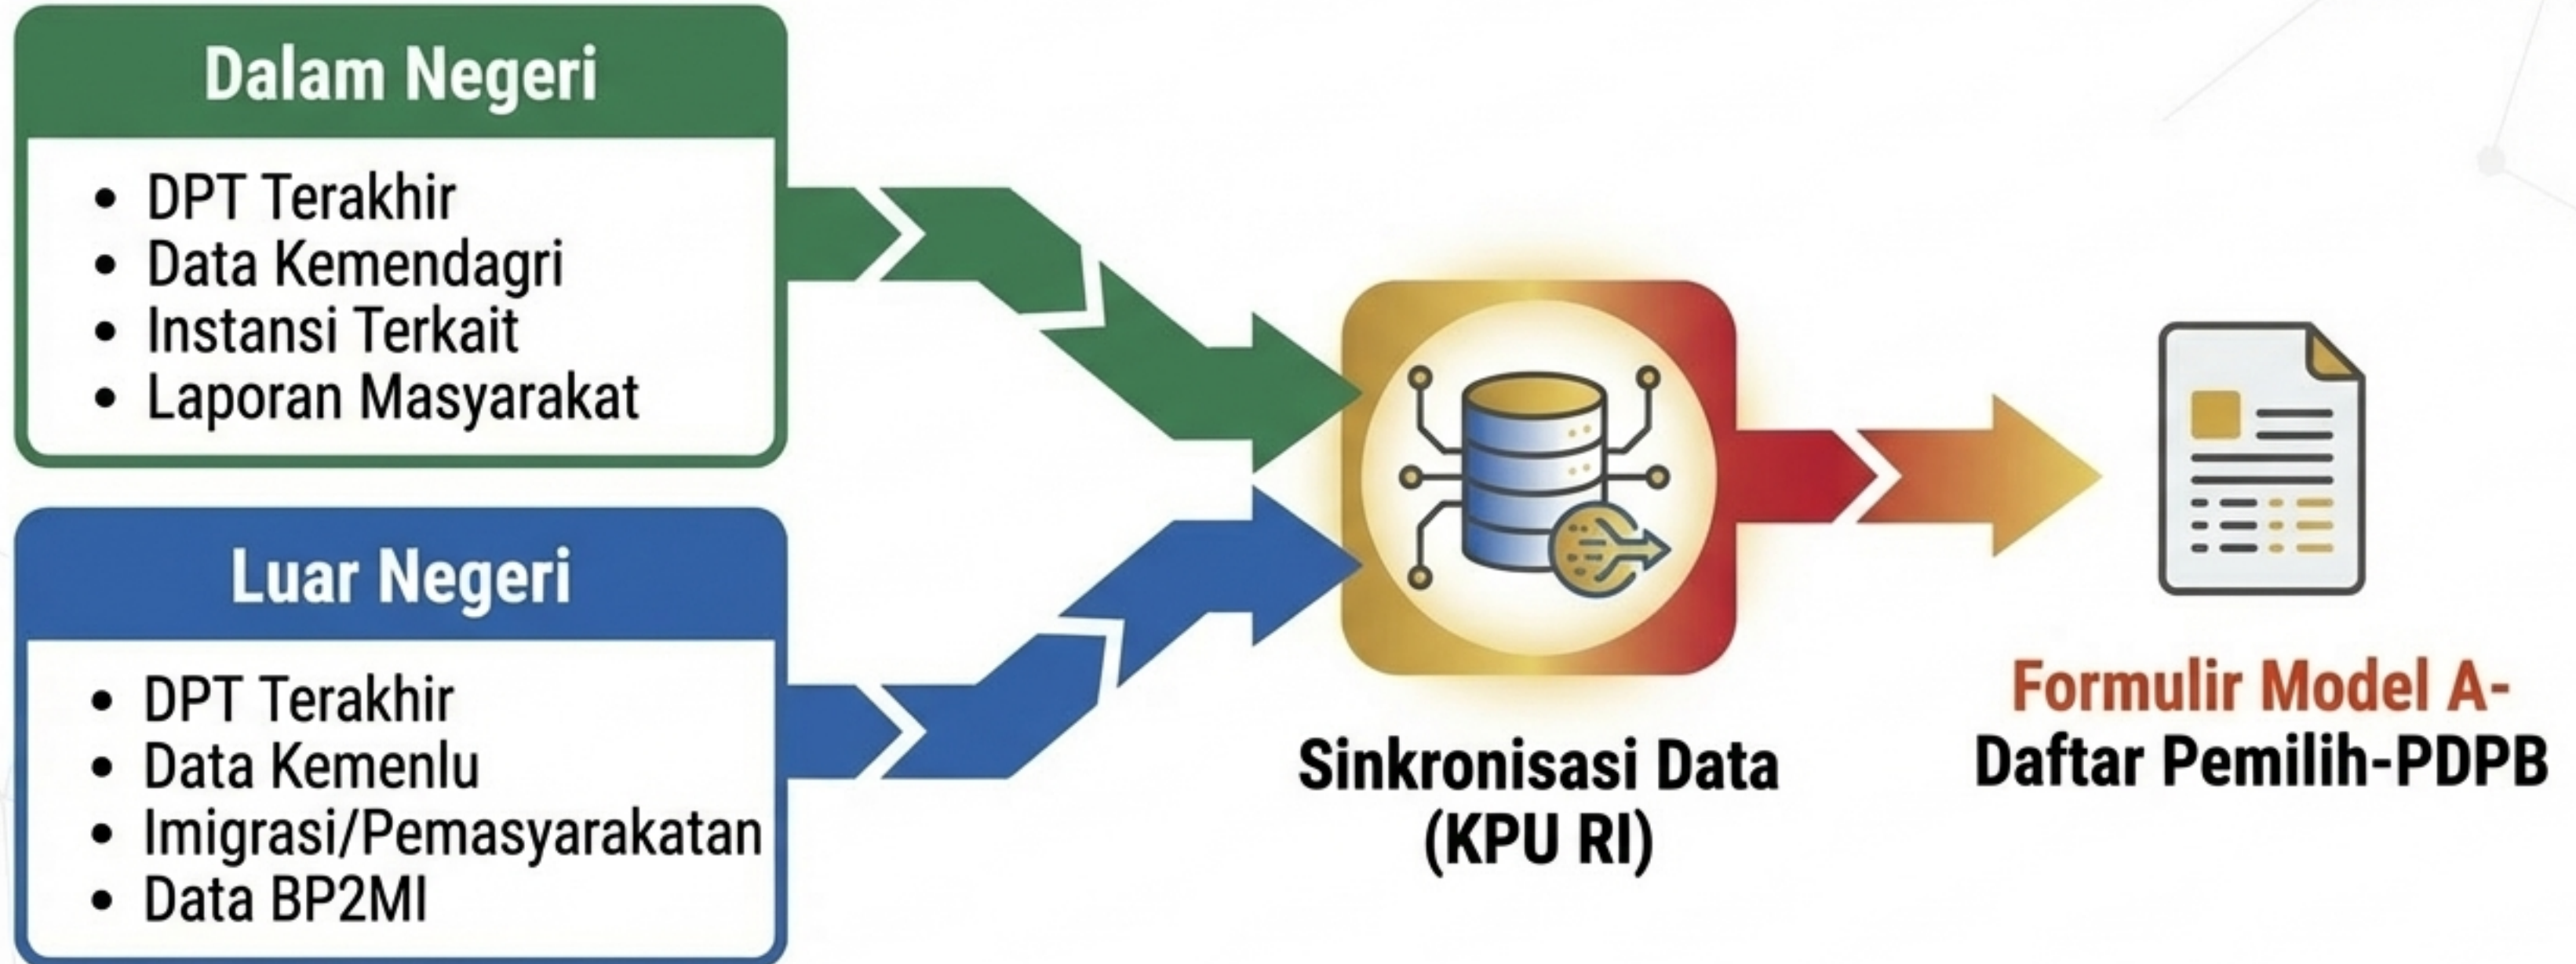 Dalam Negeri
• DPT Terakhir
• Data Kemendagri
• Instansi Terkait
• Laporan Masyarakat
Luar Negeri
• DPT Terakhir
• Data Kemenlu
• Imigrasi/Pemasyarakatan
• Data BP2MI
Sinkronisasi Data
(KPU RI)
Formulir Model A-
Daftar Pemilih-PDPB